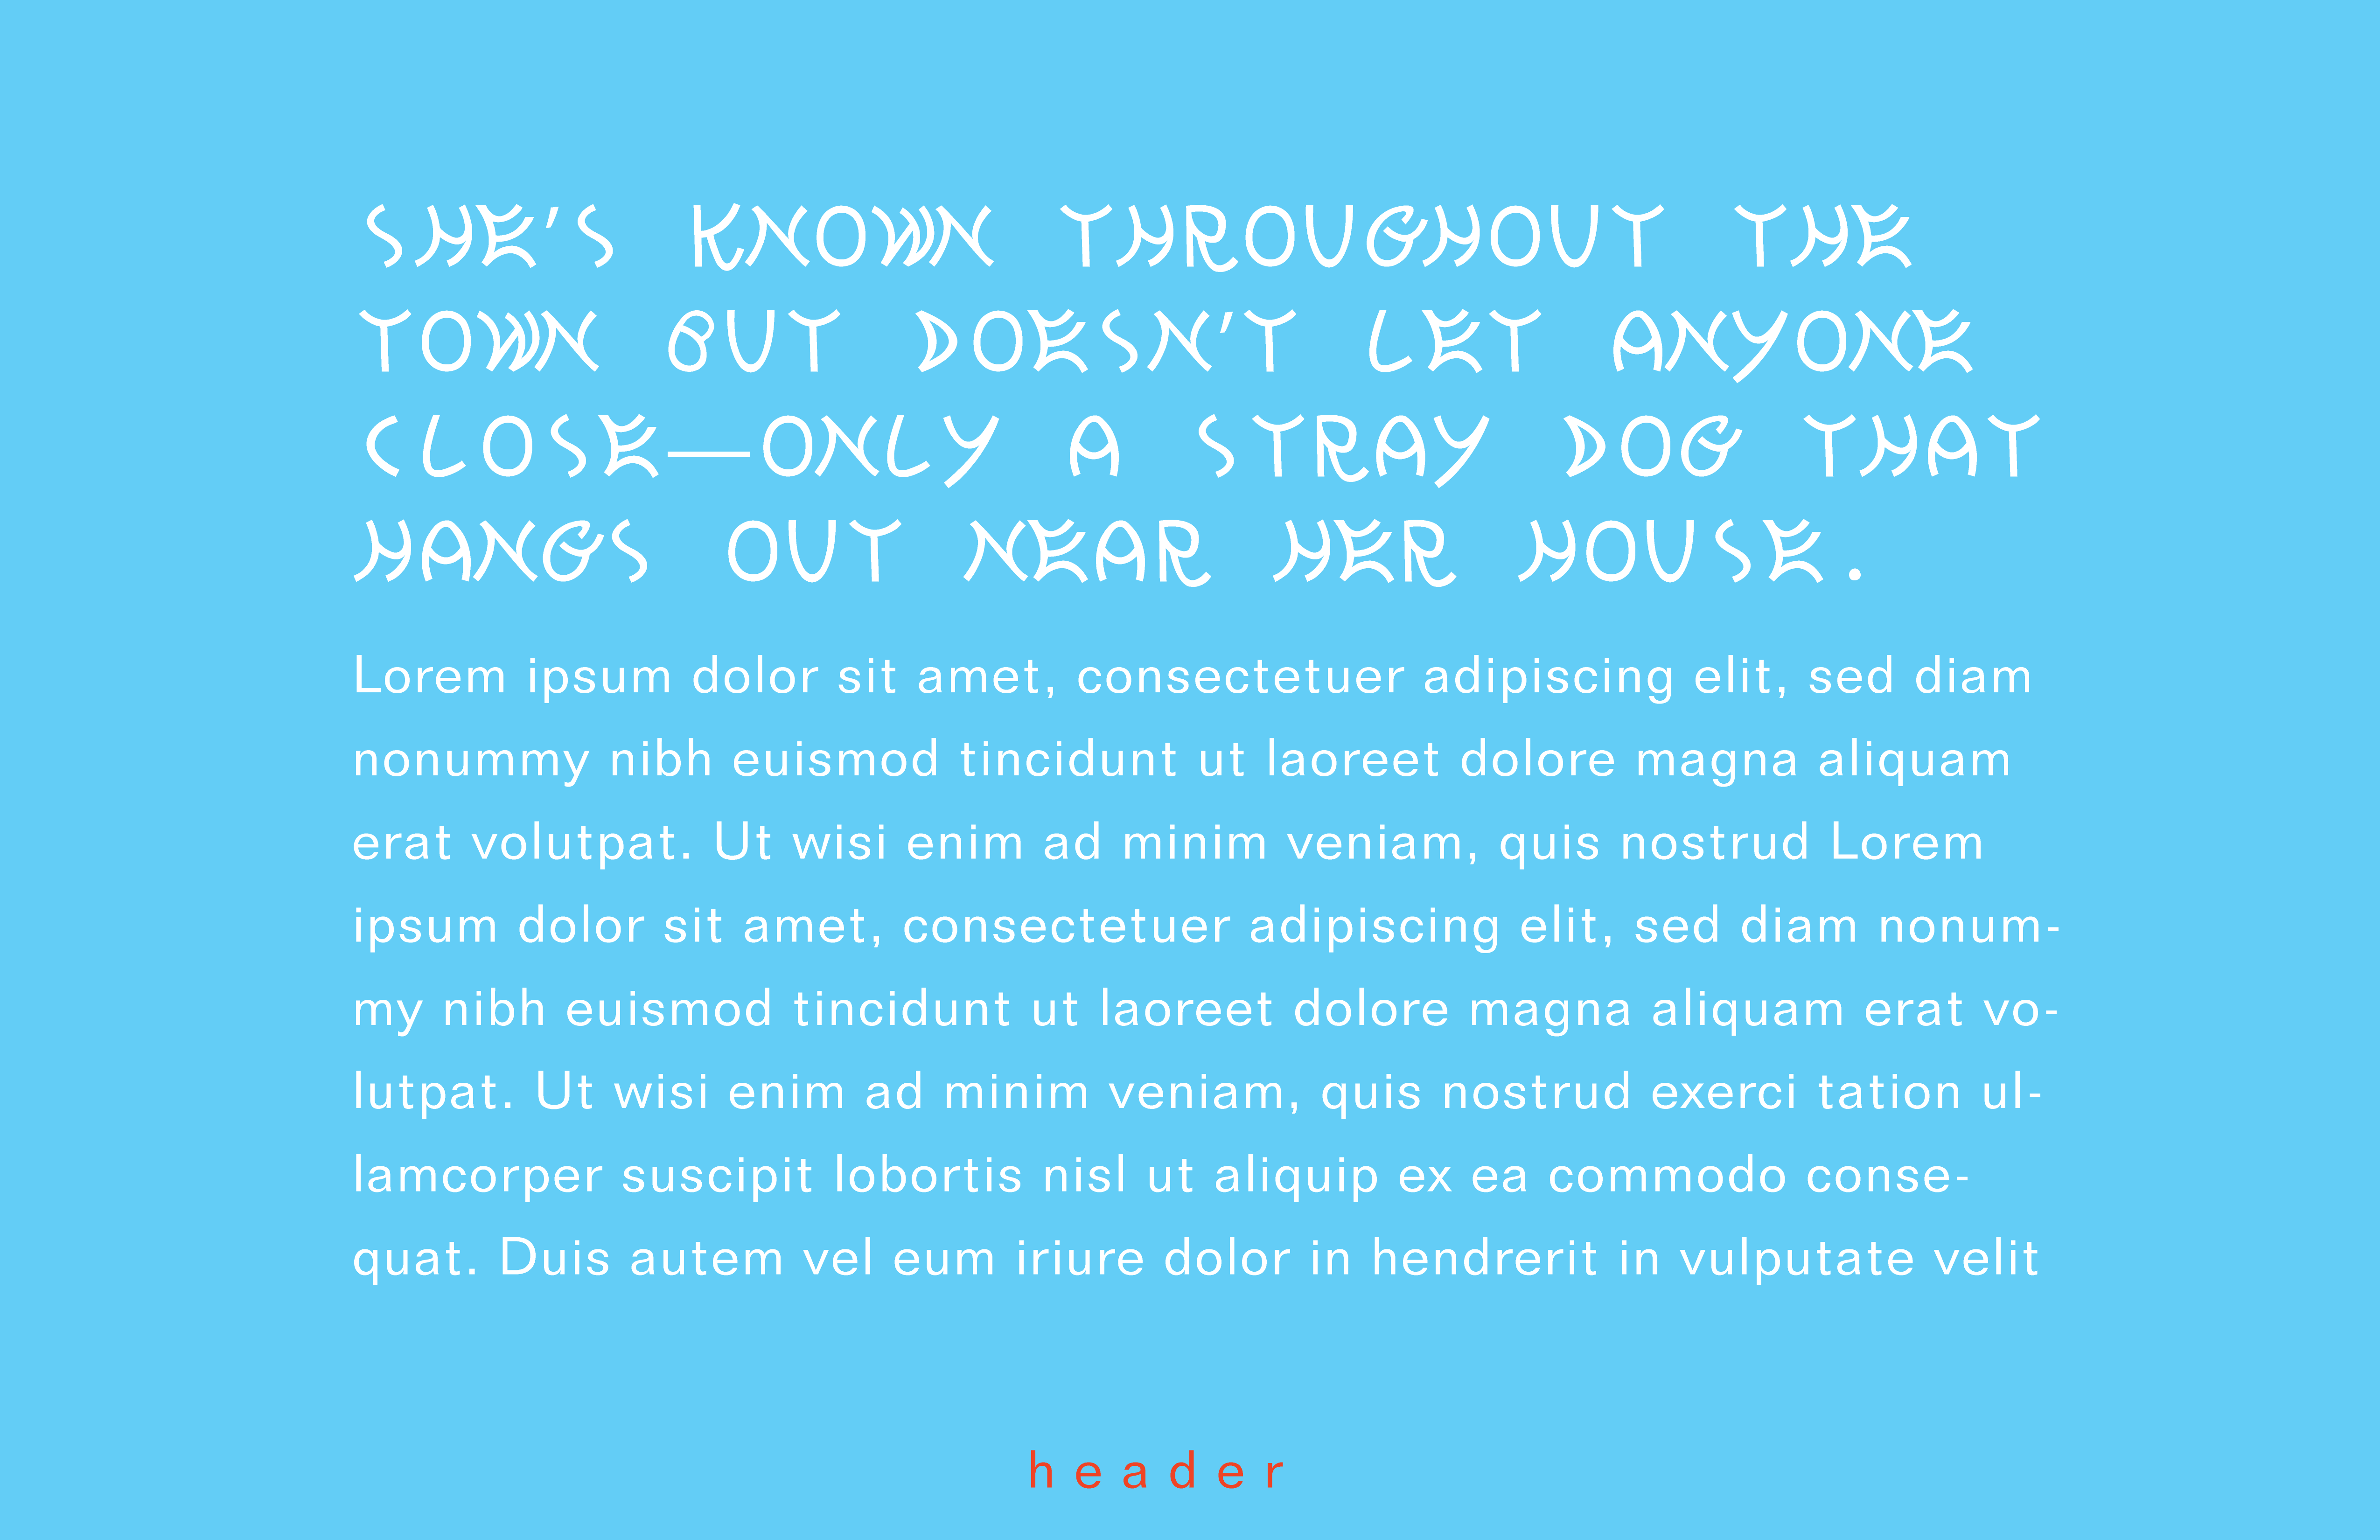 SHE'S KNOWN THROUGHOUT THE
TOWN BUT DOESN'T LET ANYONE
CLOSE—ONLY A STRAY DOG THAT
HANGS OUT NEAR HER HOUSE.
Lorem ipsum dolor sit amet, consectetuer adipiscing elit, sed diam
nonummy nibh euismod tincidunt ut laoreet dolore magna aliquam
erat volutpat. Ut wisi enim ad minim veniam, quis nostrud Lorem
ipsum dolor sit amet, consectetuer adipiscing elit, sed diam nonum-
my nibh euismod tincidunt ut laoreet dolore magna aliquam erat vo-
lutpat. Ut wisi enim ad minim veniam, quis nostrud exerci tation ul-
lamcorper suscipit lobortis nisl ut aliquip ex ea commodo conse-
quat. Duis autem vel eum iriure dolor in hendrerit in vulputate velit
header